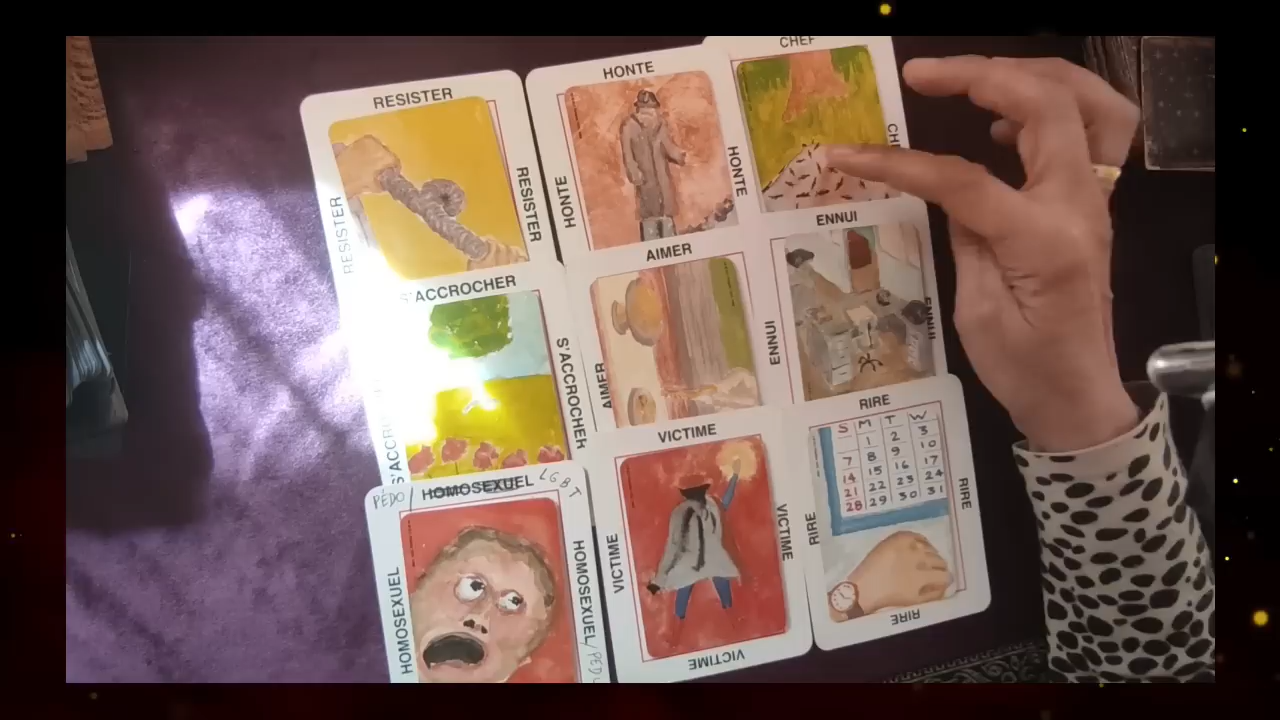 RESISTER
RESISTER
RESISTER
HONTE
HONTE
HONTE
CHEF
S'ACCROCHER
S'ACCROCHER
AIMER
AIMER
ENNUI
ENNUI
ENNUI
PÉDO / HOMOSEXUEL LGBT
HOMOSEXUEL
HOMOSEXUEL/PÉD
VICTIME
VICTIME
VICTIME
VICTIME
RIRE
S M T W
1 2 3
7 8 9 10
14 15 16 17
21 22 23 24
28 29 30 31
RIRE
RIRE
RIRE